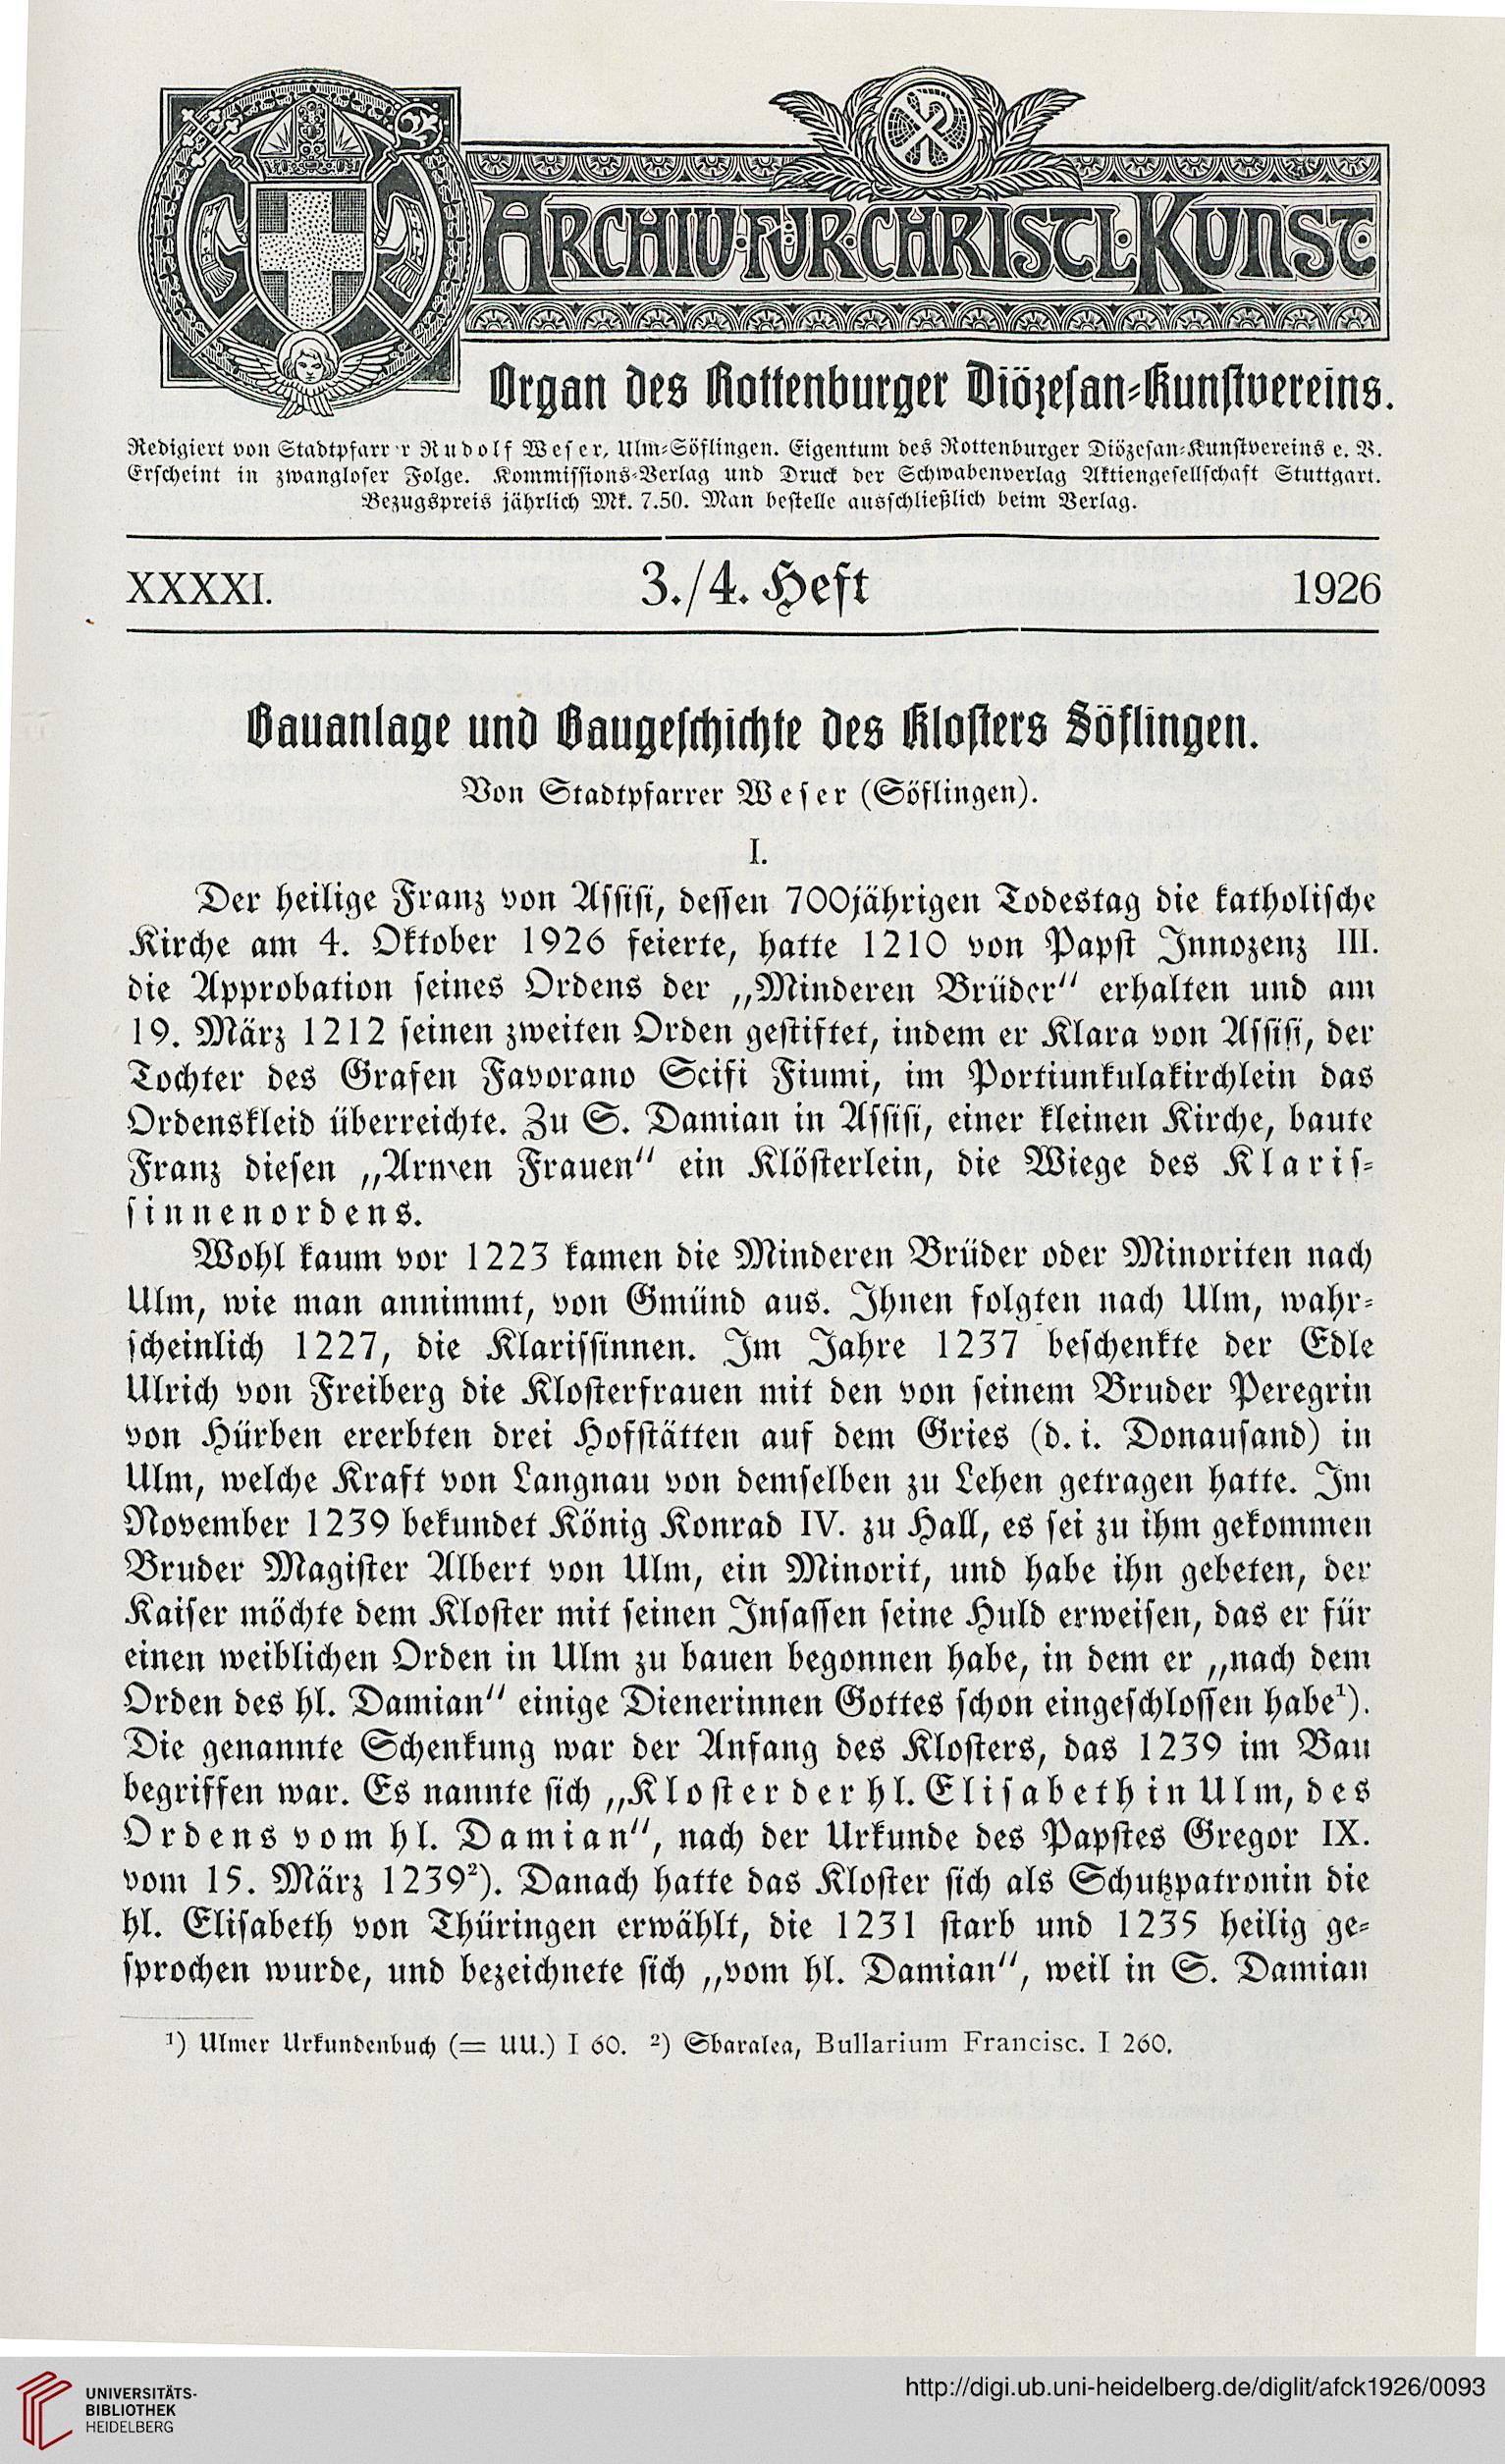 ARCHIV·FÜR·CHRISTL·KUNST·
Organ des Rottenburger Diözesan-Kunstvereins.
Redigiert von Stadtpfarr r Rudolf Weser, Ulm-Söflingen. Eigentum des Rottenburger Diözesan-Kunstvereins e. V.
Erscheint in zwangloser Folge. Kommissions-Verlag und Druck der Schwabenverlag Aktiengesellschaft Stuttgart.
Bezugspreis jährlich Mk. 7.50. Man bestelle ausschließlich beim Verlag.
XXXXI. 3./4. Heft 1926
Bauanlage und Baugeschichte des Klosters Söflingen.
Von Stadtpfarrer Weser (Söflingen).
I.
Der heilige Franz von Assisi, dessen 700jährigen Todestag die katholische
Kirche am 4. Oktober 1926 feierte, hatte 1210 von Papst Innozenz III.
die Approbation seines Ordens der „Minderen Brüder“ erhalten und am
19. März 1212 seinen zweiten Orden gestiftet, indem er Klara von Assisi, der
Tochter des Grafen Favorano Scifi Fiumi, im Portiunkulakirchlein das
Ordenskleid überreichte. Zu S. Damian in Assisi, einer kleinen Kirche, baute
Franz diesen „Armen Frauen“ ein Klösterlein, die Wiege des Klaris-
sinnenordens.
Wohl kaum vor 1223 kamen die Minderen Brüder oder Minoriten nach
Ulm, wie man annimmt, von Gmünd aus. Ihnen folgten nach Ulm, wahr-
scheinlich 1227, die Klarissinnen. Im Jahre 1237 beschenkte der Edle
Ulrich von Freiberg die Klosterfrauen mit den von seinem Bruder Peregrin
von Hürben ererbten drei Hofstätten auf dem Gries (d. i. Donausand) in
Ulm, welche Kraft von Langnau von demselben zu Lehen getragen hatte. Im
November 1239 bekundet König Konrad IV. zu Hall, es sei zu ihm gekommen
Bruder Magister Albert von Ulm, ein Minorit, und habe ihn gebeten, der
Kaiser möchte dem Kloster mit seinen Insassen seine Huld erweisen, das er für
einen weiblichen Orden in Ulm zu bauen begonnen habe, in dem er „nach dem
Orden des hl. Damian“ einige Dienerinnen Gottes schon eingeschlossen habe¹).
Die genannte Schenkung war der Anfang des Klosters, das 1239 im Bau
begriffen war. Es nannte sich „Kloster der hl. Elisabeth in Ulm, des
Ordens vom hl. Damian“, nach der Urkunde des Papstes Gregor IX.
vom 15. März 1239²). Danach hatte das Kloster sich als Schutzpatronin die
hl. Elisabeth von Thüringen erwählt, die 1231 starb und 1235 heilig ge-
sprochen wurde, und bezeichnete sich „vom hl. Damian“, weil in S. Damian
¹) Ulmer Urkundenbuch (= UU.) I 60. ²) Sbaralea, Bullarium Francisc. I 260.
UNIVERSITÄTS-
BIBLIOTHEK
HEIDELBERG
http://digi.ub.uni-heidelberg.de/diglit/afck1926/0093